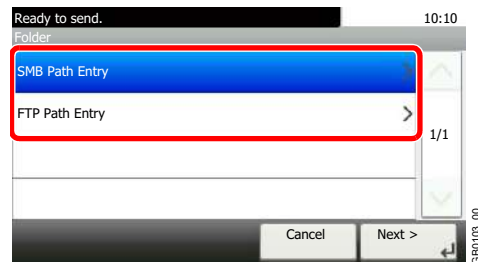 Ready to send. 10:10
Folder
SMB Path Entry
FTP Path Entry
1/1
Cancel Next >
GB0103_00